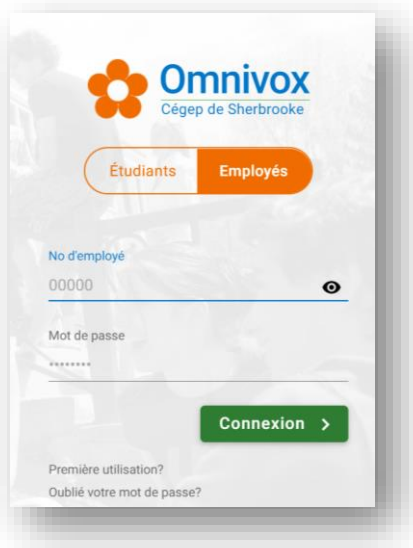 Omnivox
Cégep de Sherbrooke
Étudiants Employés
No d'employé
00000
Mot de passe
********
Connexion >
Première utilisation?
Oublié votre mot de passe?